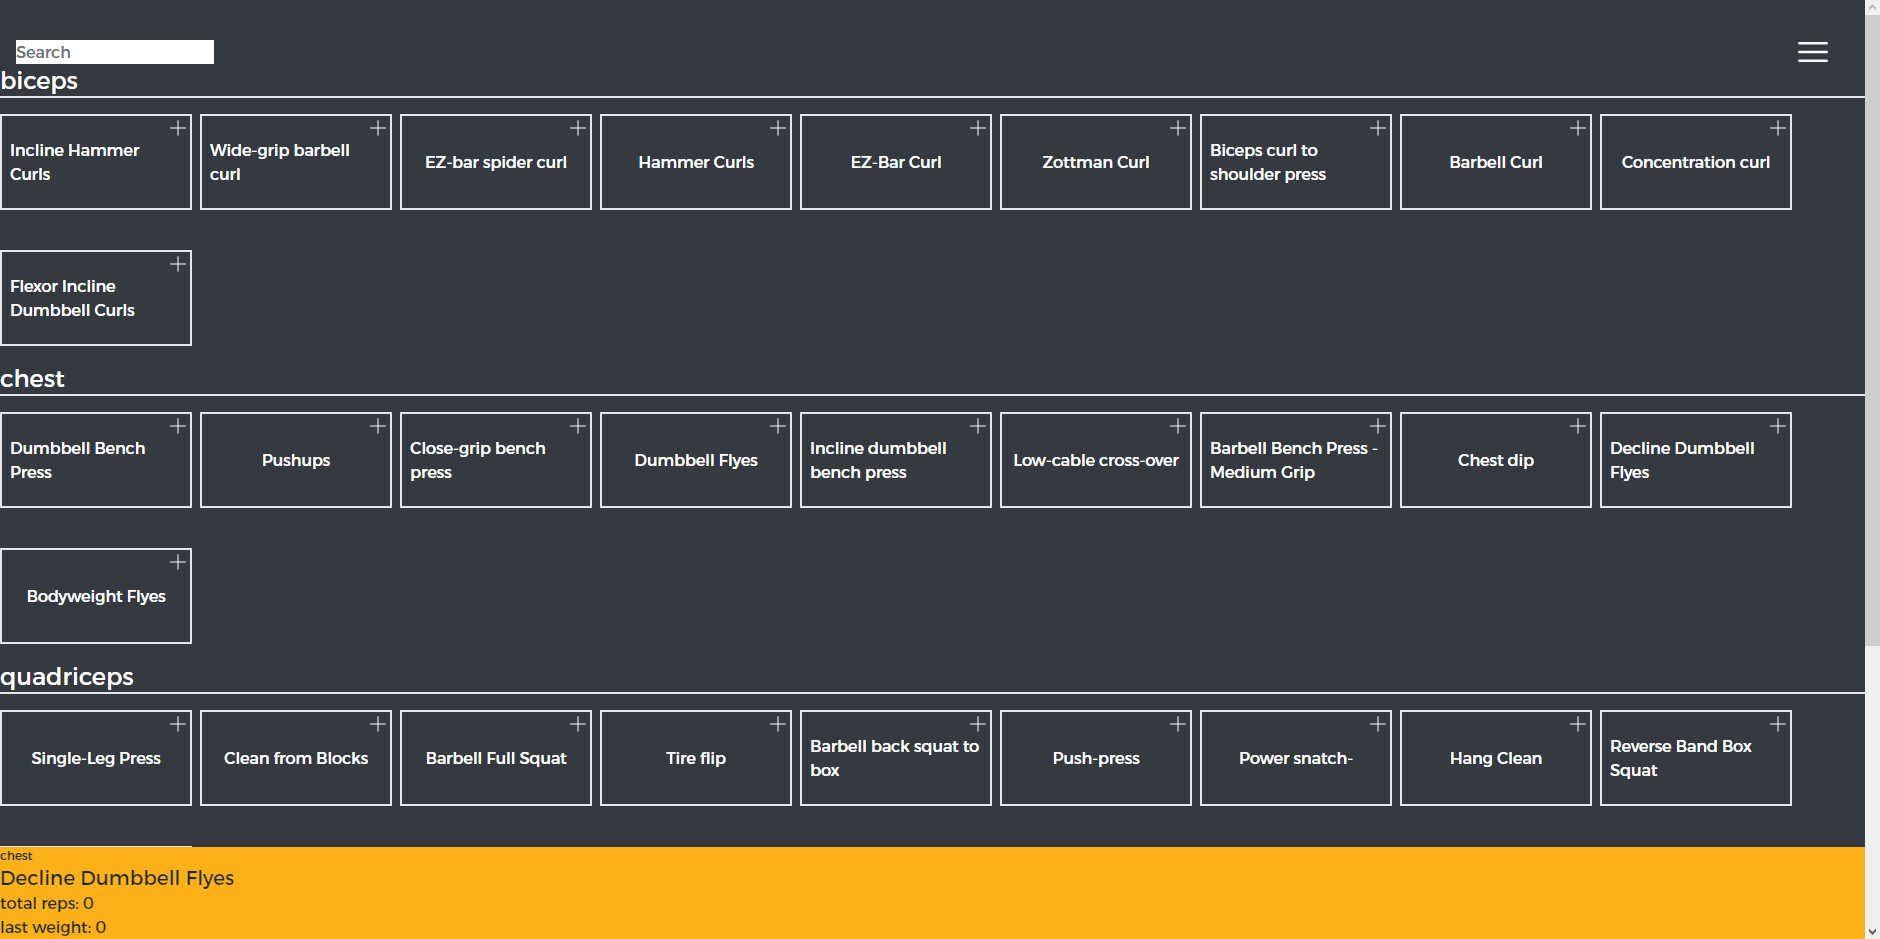 Search
biceps
Incline Hammer
Curls
Wide-grip barbell
curl
EZ-bar spider curl
Hammer Curls
EZ-Bar Curl
Zottman Curl
Biceps curl to
shoulder press
Barbell Curl
Concentration curl
Flexor Incline
Dumbbell Curls
chest
Dumbbell Bench
Press
Pushups
Close-grip bench
press
Dumbbell Flyes
Incline dumbbell
bench press
Low-cable cross-over
Barbell Bench Press -
Medium Grip
Chest dip
Decline Dumbbell
Flyes
Bodyweight Flyes
quadriceps
Single-Leg Press
Clean from Blocks
Barbell Full Squat
Tire flip
Barbell back squat to
box
Push-press
Power snatch-
Hang Clean
Reverse Band Box
Squat
chest
Decline Dumbbell Flyes
total reps: 0
last weight: 0